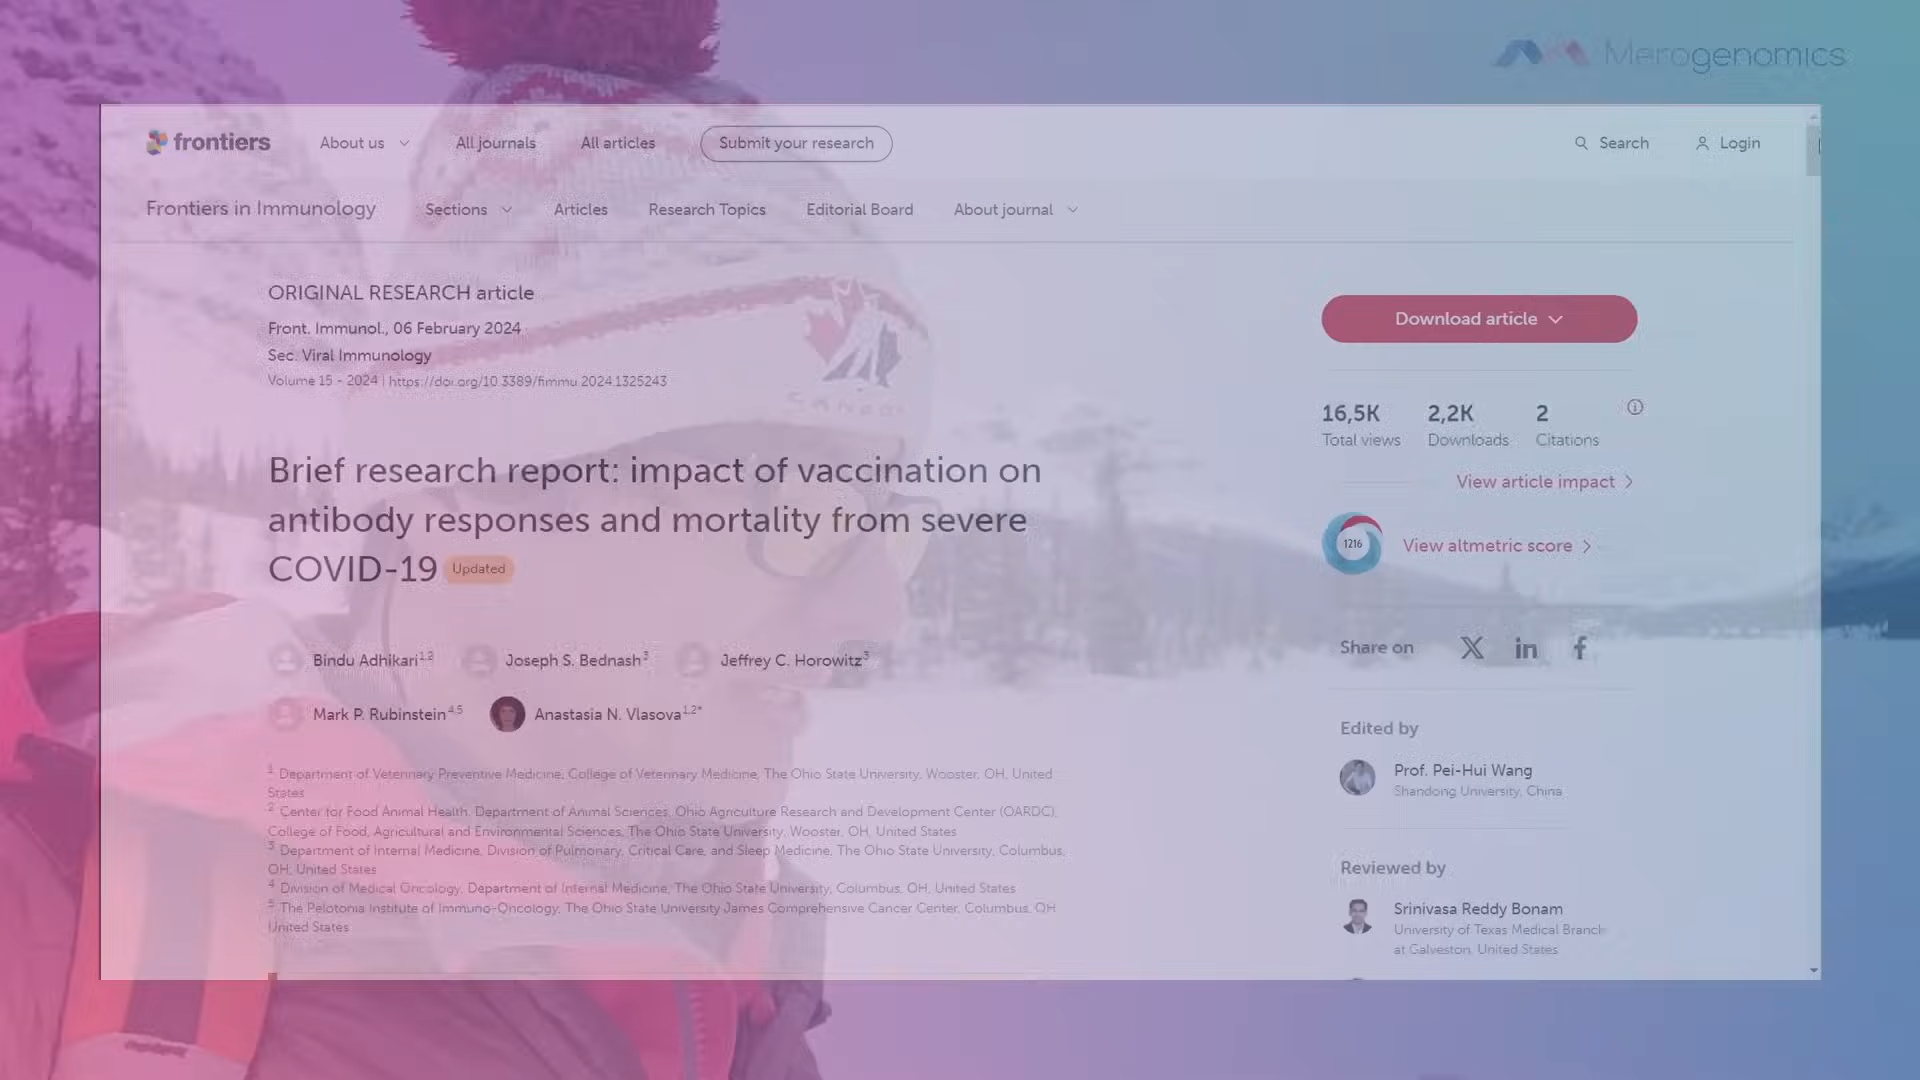 Merogenomics
frontiers
About us
All journals
All articles
Submit your research
Search
Login
Frontiers in Immunology
Sections
Articles
Research Topics
Editorial Board
About journal
ORIGINAL RESEARCH article
Front. Immunol., 06 February 2024
Sec. Viral Immunology
Volume 15 - 2024 | https://doi.org/10.3389/fimmu.2024.1325243
Brief research report: impact of vaccination on
antibody responses and mortality from severe
COVID-19 Updated
Bindu Adhikari1,2
Joseph S. Bednash3
Jeffrey C. Horowitz3
Mark P. Rubinstein4,5
Anastasia N. Vlasova1,2*
1 Department of Veterinary Preventive Medicine, College of Veterinary Medicine, The Ohio State University, Wooster, OH, United
States
2 Center for Food Animal Health, Department of Animal Sciences, Ohio Agriculture Research and Development Center (OARDC),
College of Food, Agricultural and Environmental Sciences, The Ohio State University, Wooster, OH, United States
3 Department of Internal Medicine, Division of Pulmonary, Critical Care, and Sleep Medicine, The Ohio State University, Columbus,
OH, United States
4 Division of Medical Oncology, Department of Internal Medicine, The Ohio State University, Columbus, OH, United States
5 The Pelotonia Institute of Immuno-Oncology, The Ohio State University James Comprehensive Cancer Center, Columbus, OH
United States
Download article
16,5K
2,2K
2
Total views
Downloads
Citations
View article impact
1216
View altmetric score
Share on
Edited by
Prof. Pei-Hui Wang
Shandong University, China
Reviewed by
Srinivasa Reddy Bonam
University of Texas Medical Branch
at Galveston, United States
CANADA